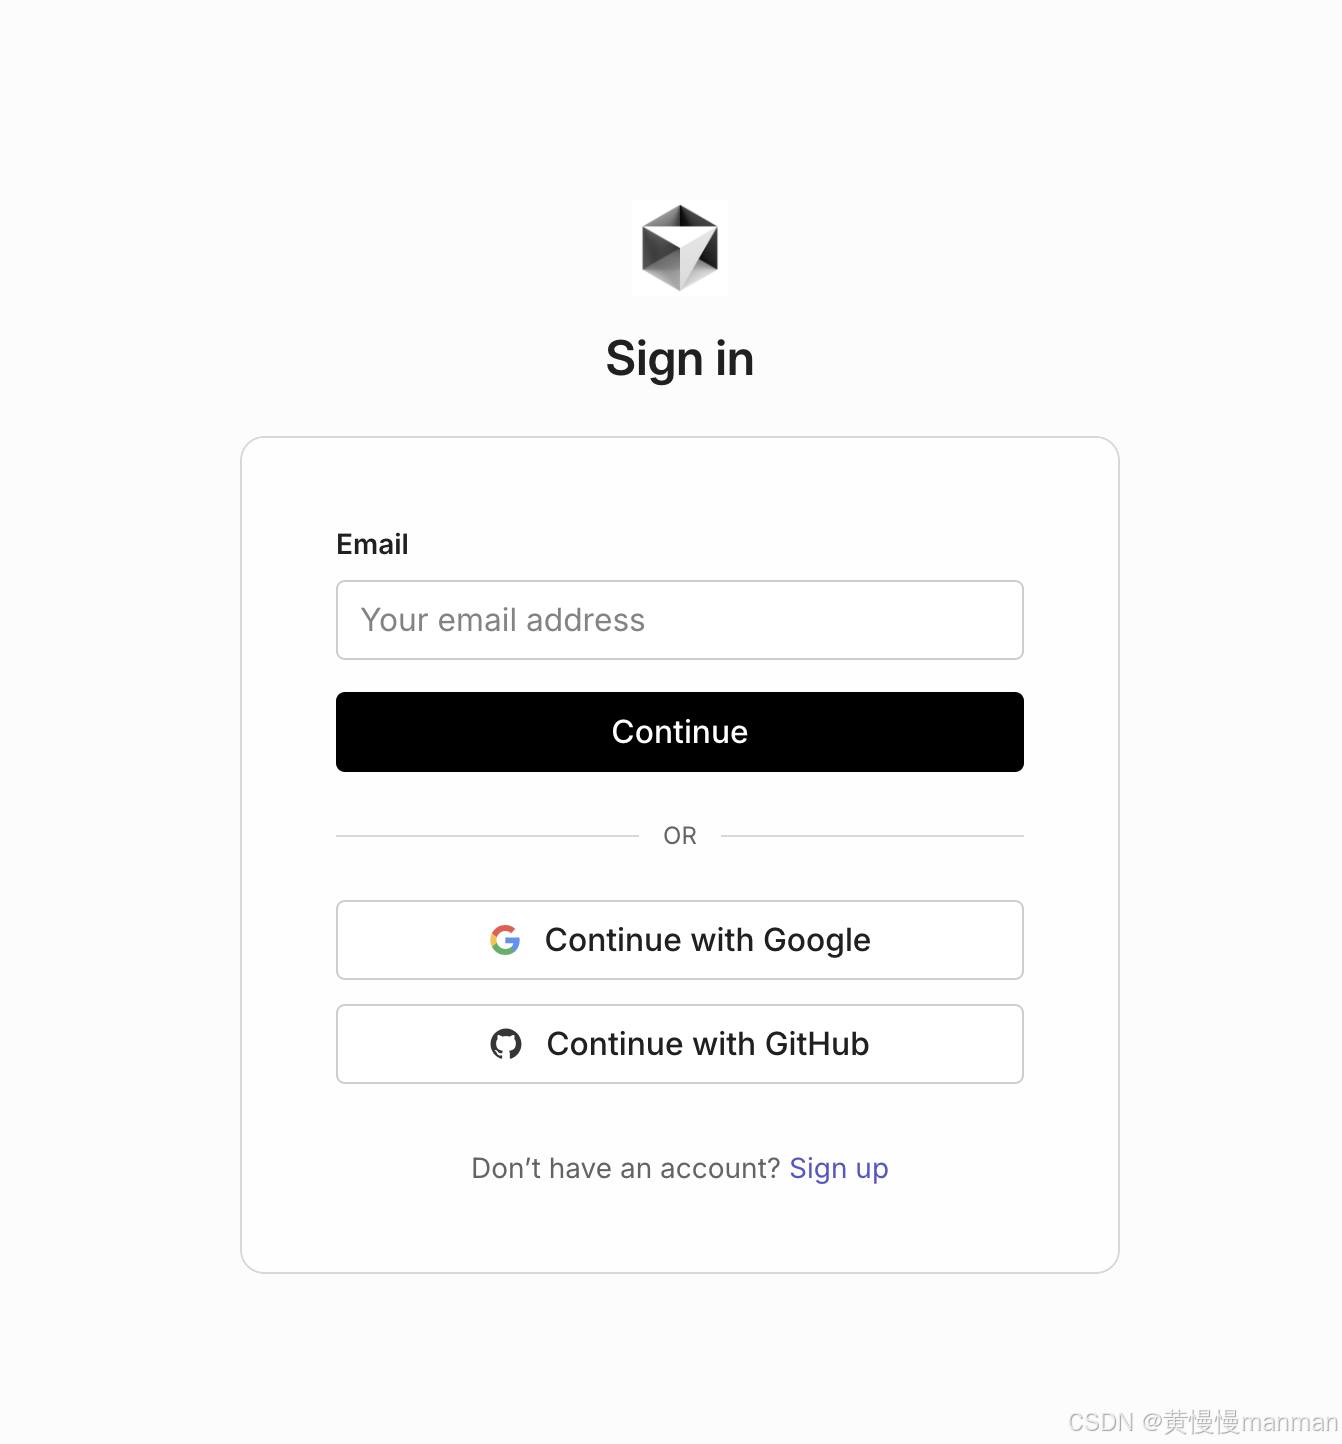 Sign in
Email
Your email address
Continue
OR
Continue with Google
Continue with GitHub
Don’t have an account? Sign up
CSDN @黄慢慢manman